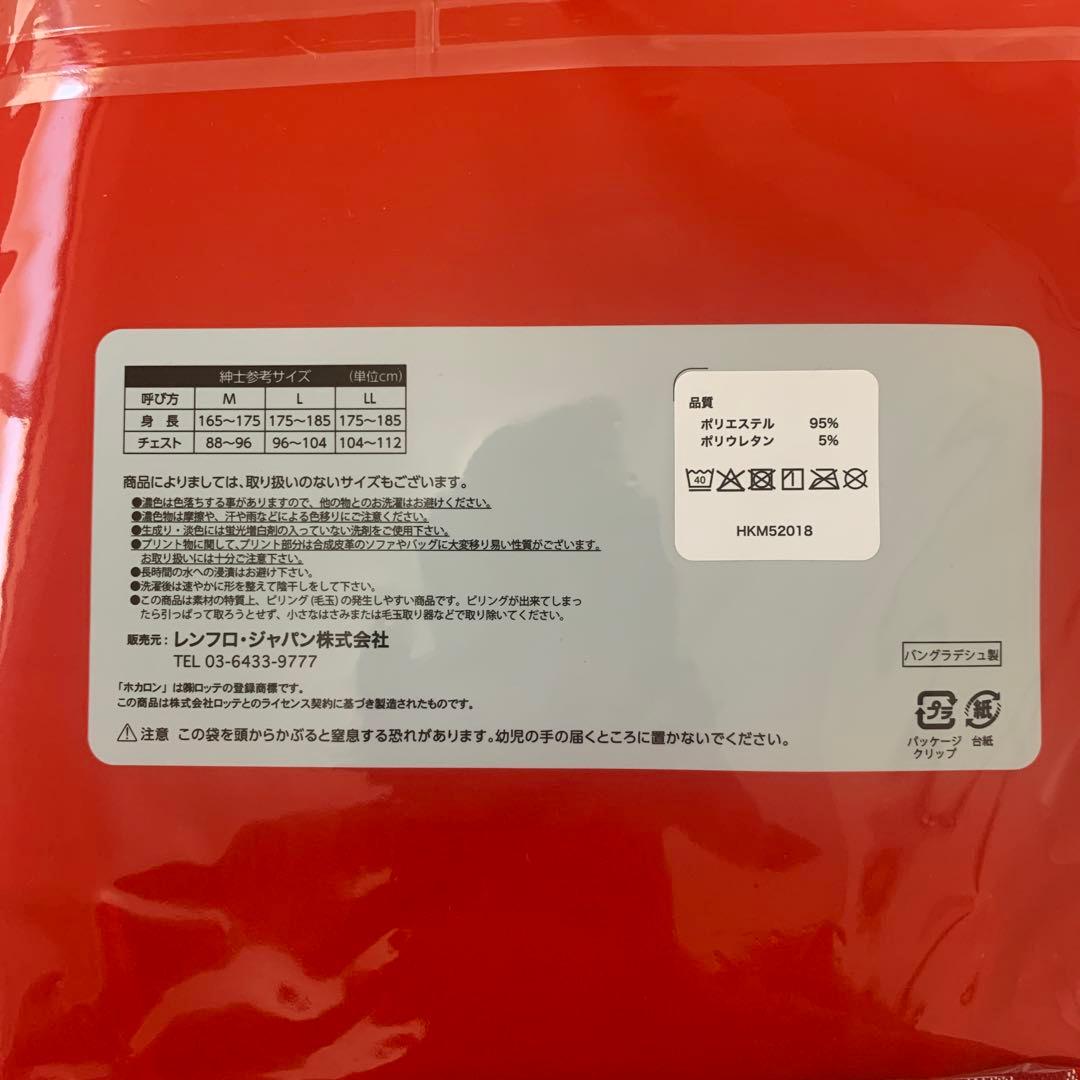 紳士参考サイズ (単位cm)
呼び方 M L LL
身 長 165～175 175～185 175～185
チェスト 88～96 96～104 104～112
商品によりましては、取り扱いのないサイズもございます。
●濃色は色落ちする事がありますので、他の物とのお洗濯はお避けください。
●濃色物は摩擦や、汗や雨などによる色移りにご注意ください。
●生成り・淡色には蛍光増白剤の入っていない洗剤をご使用下さい。
●プリント物に関して、プリント部分は合成皮革のソファやバッグに大変移り易い性質がございます。
お取り扱いには十分ご注意下さい。
●長時間の水への浸漬はお避け下さい。
●洗濯後は速やかに形を整えて陰干しをして下さい。
●この商品は素材の特質上、ピリング(毛玉)の発生しやすい商品です。ピリングが出来てしまっ
たら引っぱって取ろうとせず、小さなはさみまたは毛玉取り器などで取り除いてください。
販売元：レンフロ・ジャパン株式会社
TEL 03-6433-9777
「ホカロン」は㈱ロッテの登録商標です。
この商品は株式会社ロッテとのライセンス契約に基づき製造されたものです。
注意 この袋を頭からかぶると窒息する恐れがあります。幼児の手の届くところに置かないでください。
品質
ポリエステル 95%
ポリウレタン 5%
40
HKM52018
バングラデシュ製
プラ 紙
パッケージ 台紙
クリップ